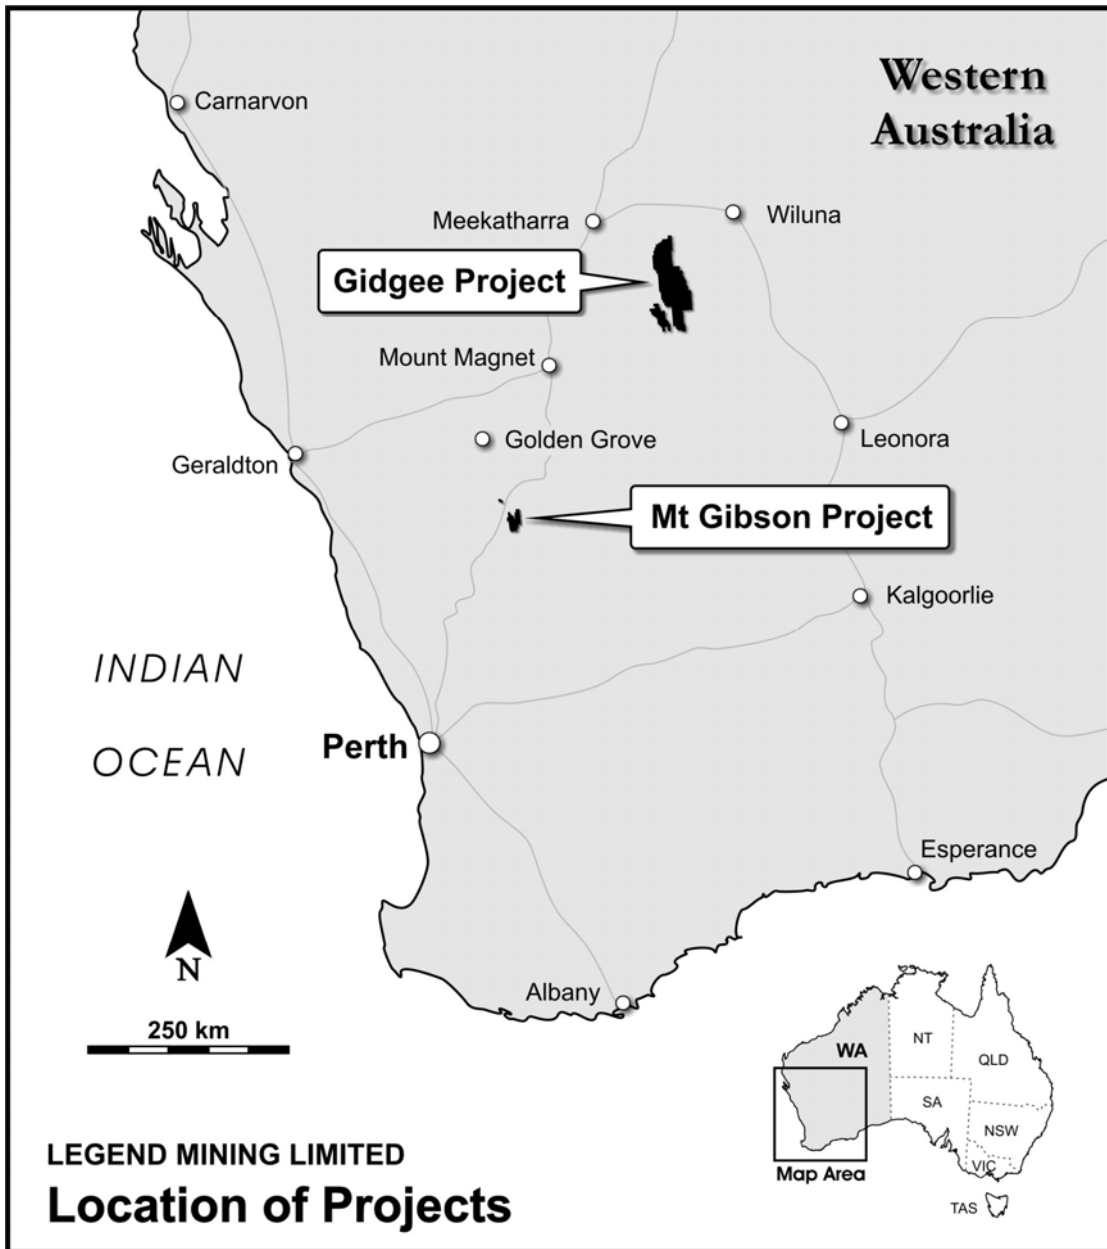 Western
Australia
Carnarvon
Meekatharra
Wiluna
Gidgee Project
Mount Magnet
Golden Grove
Leonora
Geraldton
Mt Gibson Project
Kalgoorlie
INDIAN
OCEAN
Perth
Esperance
N
Albany
250 km
WA
NT
QLD
SA
NSW
VIC
Map Area
TAS
LEGEND MINING LIMITED
Location of Projects